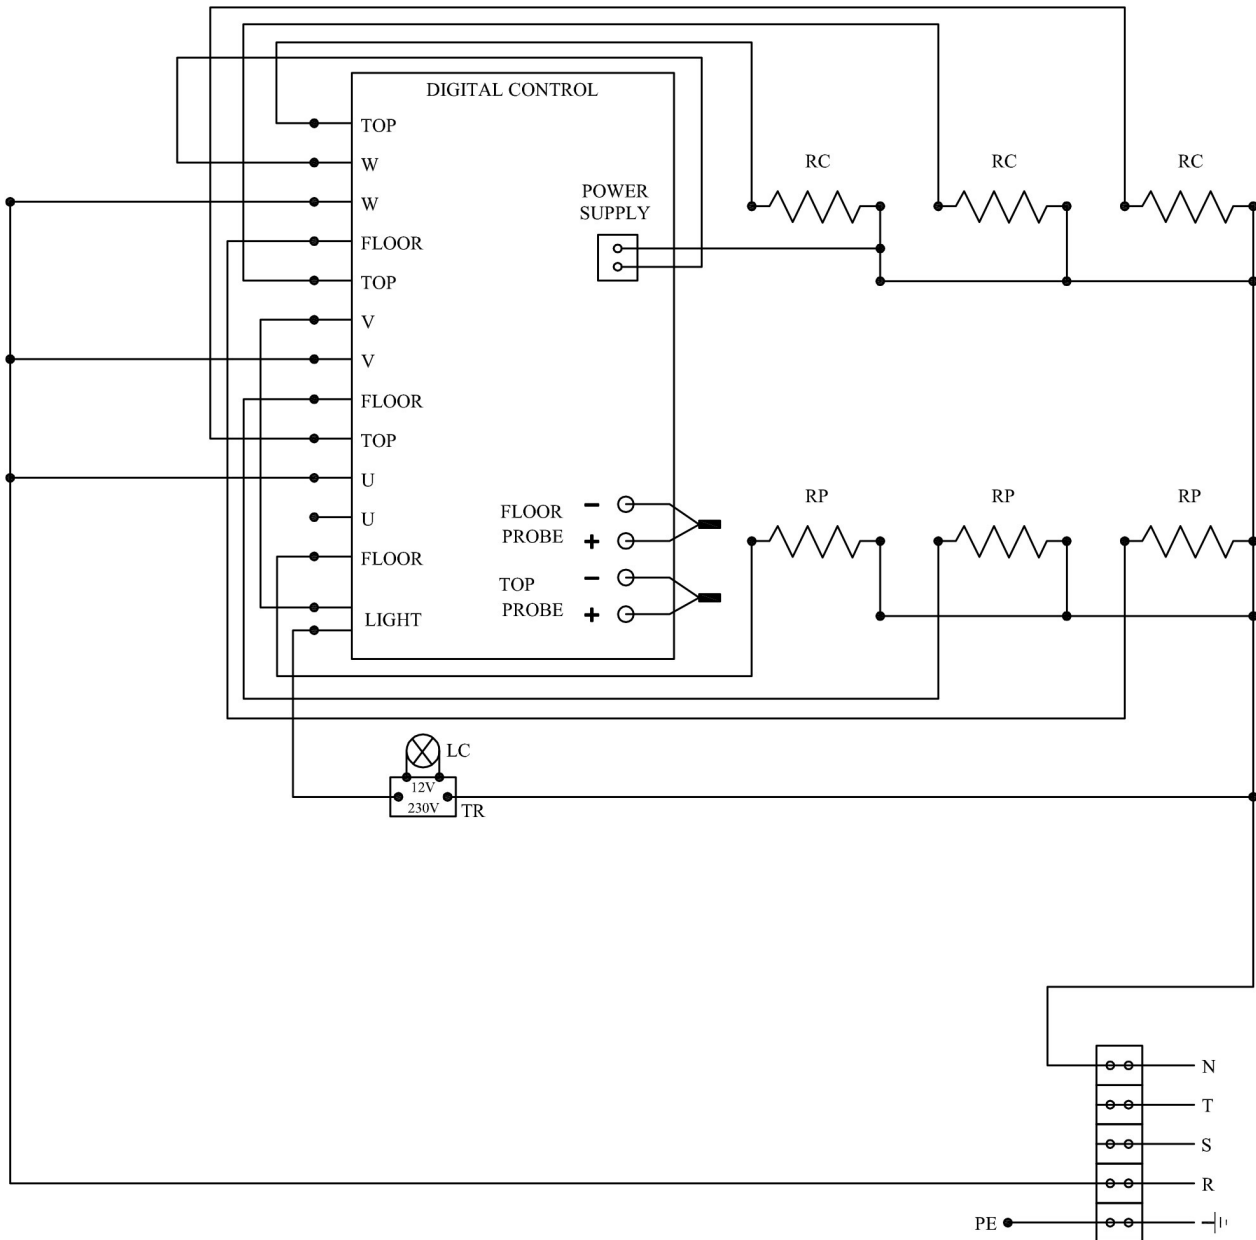 DIGITAL CONTROL
TOP
W
W
FLOOR
TOP
V
V
FLOOR
TOP
U
U
FLOOR
LIGHT
POWER
SUPPLY
FLOOR
PROBE
-
+
TOP
PROBE
-
+
RC
RC
RC
RP
RP
RP
LC
12V
230V
TR
N
T
S
R
PE